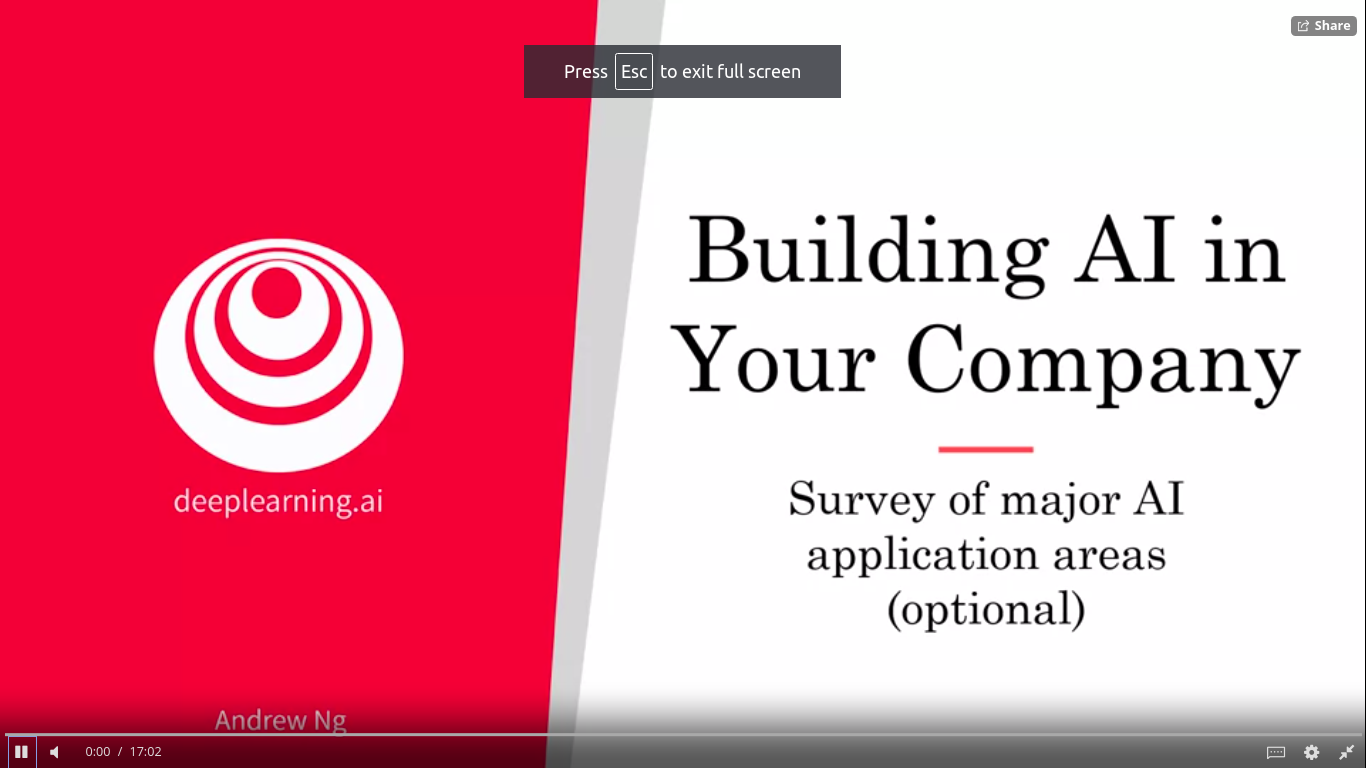 Share
Press Esc to exit full screen
Building AI in
Your Company
deeplearning.ai
Survey of major AI
application areas
(optional)
Andrew Ng
0:00 / 17:02